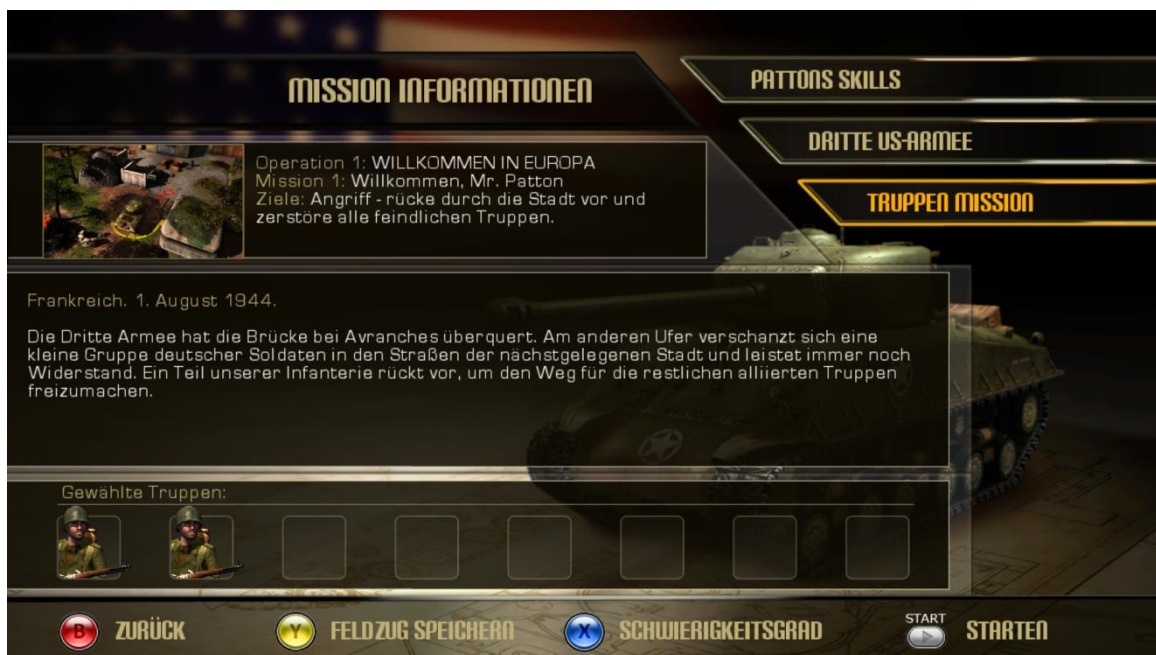 MISSION INFORMATIONEN
PATTONS SKILLS
DRITTE US-ARMEE
TRUPPEN MISSION
Operation 1: WILLKOMMEN IN EUROPA
Mission 1: Willkommen, Mr. Patton
Ziele: Angriff - rücke durch die Stadt vor und
zerstöre alle feindlichen Truppen.
Frankreich. 1. August 1944.
Die Dritte Armee hat die Brücke bei Avranches überquert. Am anderen Ufer verschanzt sich eine
kleine Gruppe deutscher Soldaten in den Straßen der nächstgelegenen Stadt und leistet immer noch
Widerstand. Ein Teil unserer Infanterie rückt vor, um den Weg für die restlichen alliierten Truppen
freizumachen.
Gewählte Truppen:
B ZURÜCK
Y FELDZUG SPEICHERN
X SCHWIERIGKEITSGRAD
START STARTEN